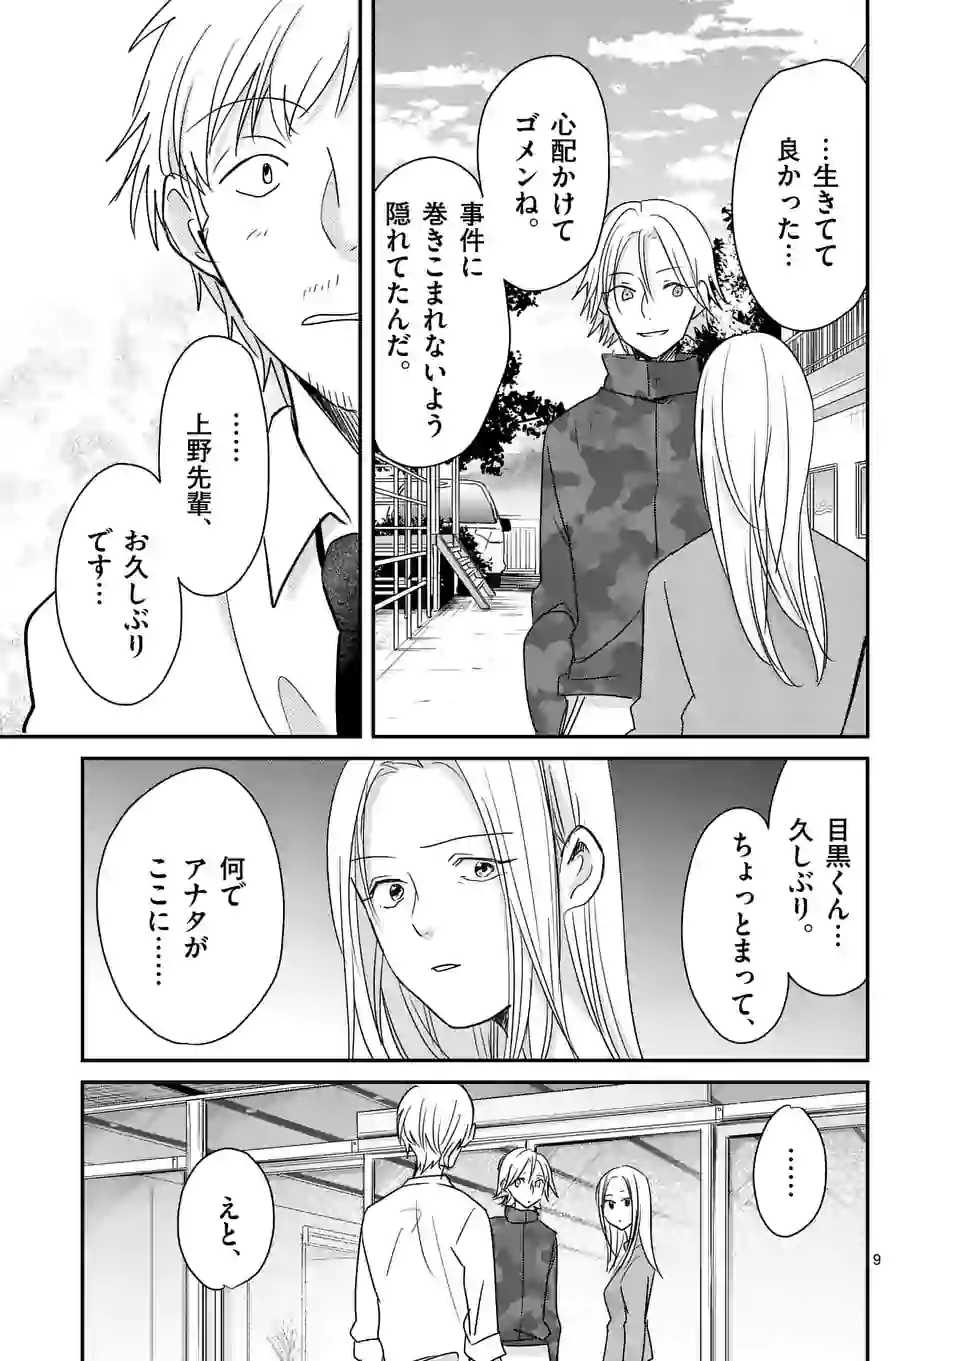 …生きてて
良かった…
心配かけて
ゴメンね。
事件に
巻きこまれないよう
隠れてたんだ。
……
上野先輩、
お久しぶり
です…
目黒くん…
久しぶり。
ちょっとまって、
何で
アナタが
ここに……
……
えと、
9